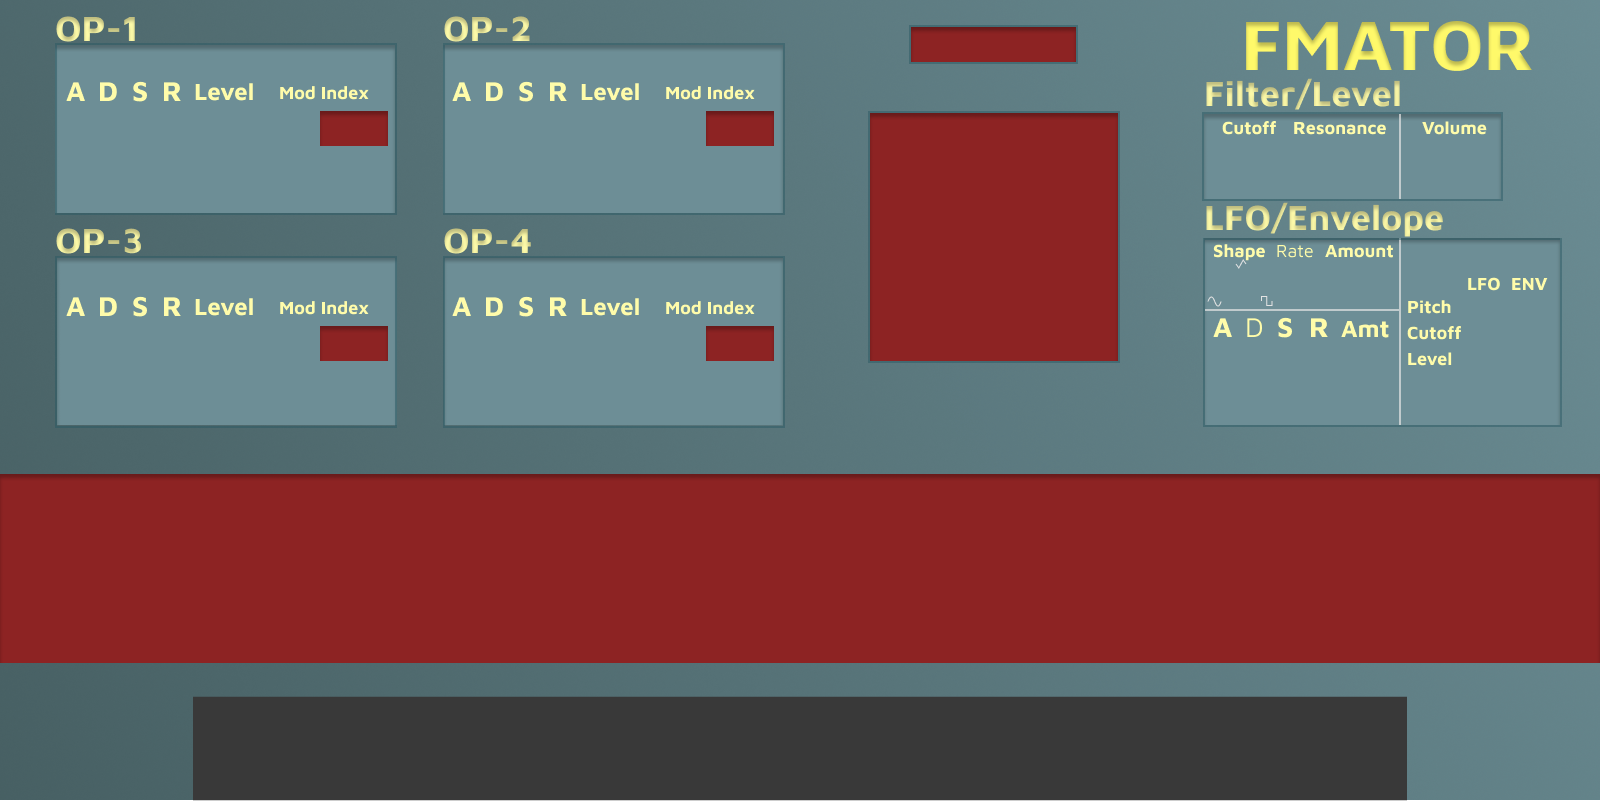 OP-1
A D S R Level Mod Index
OP-2
A D S R Level Mod Index
OP-3
A D S R Level Mod Index
OP-4
A D S R Level Mod Index
FMATOR
Filter/Level
Cutoff Resonance Volume
LFO/Envelope
Shape Rate Amount
LFO ENV
Pitch
Cutoff
Level
A D S R Amt